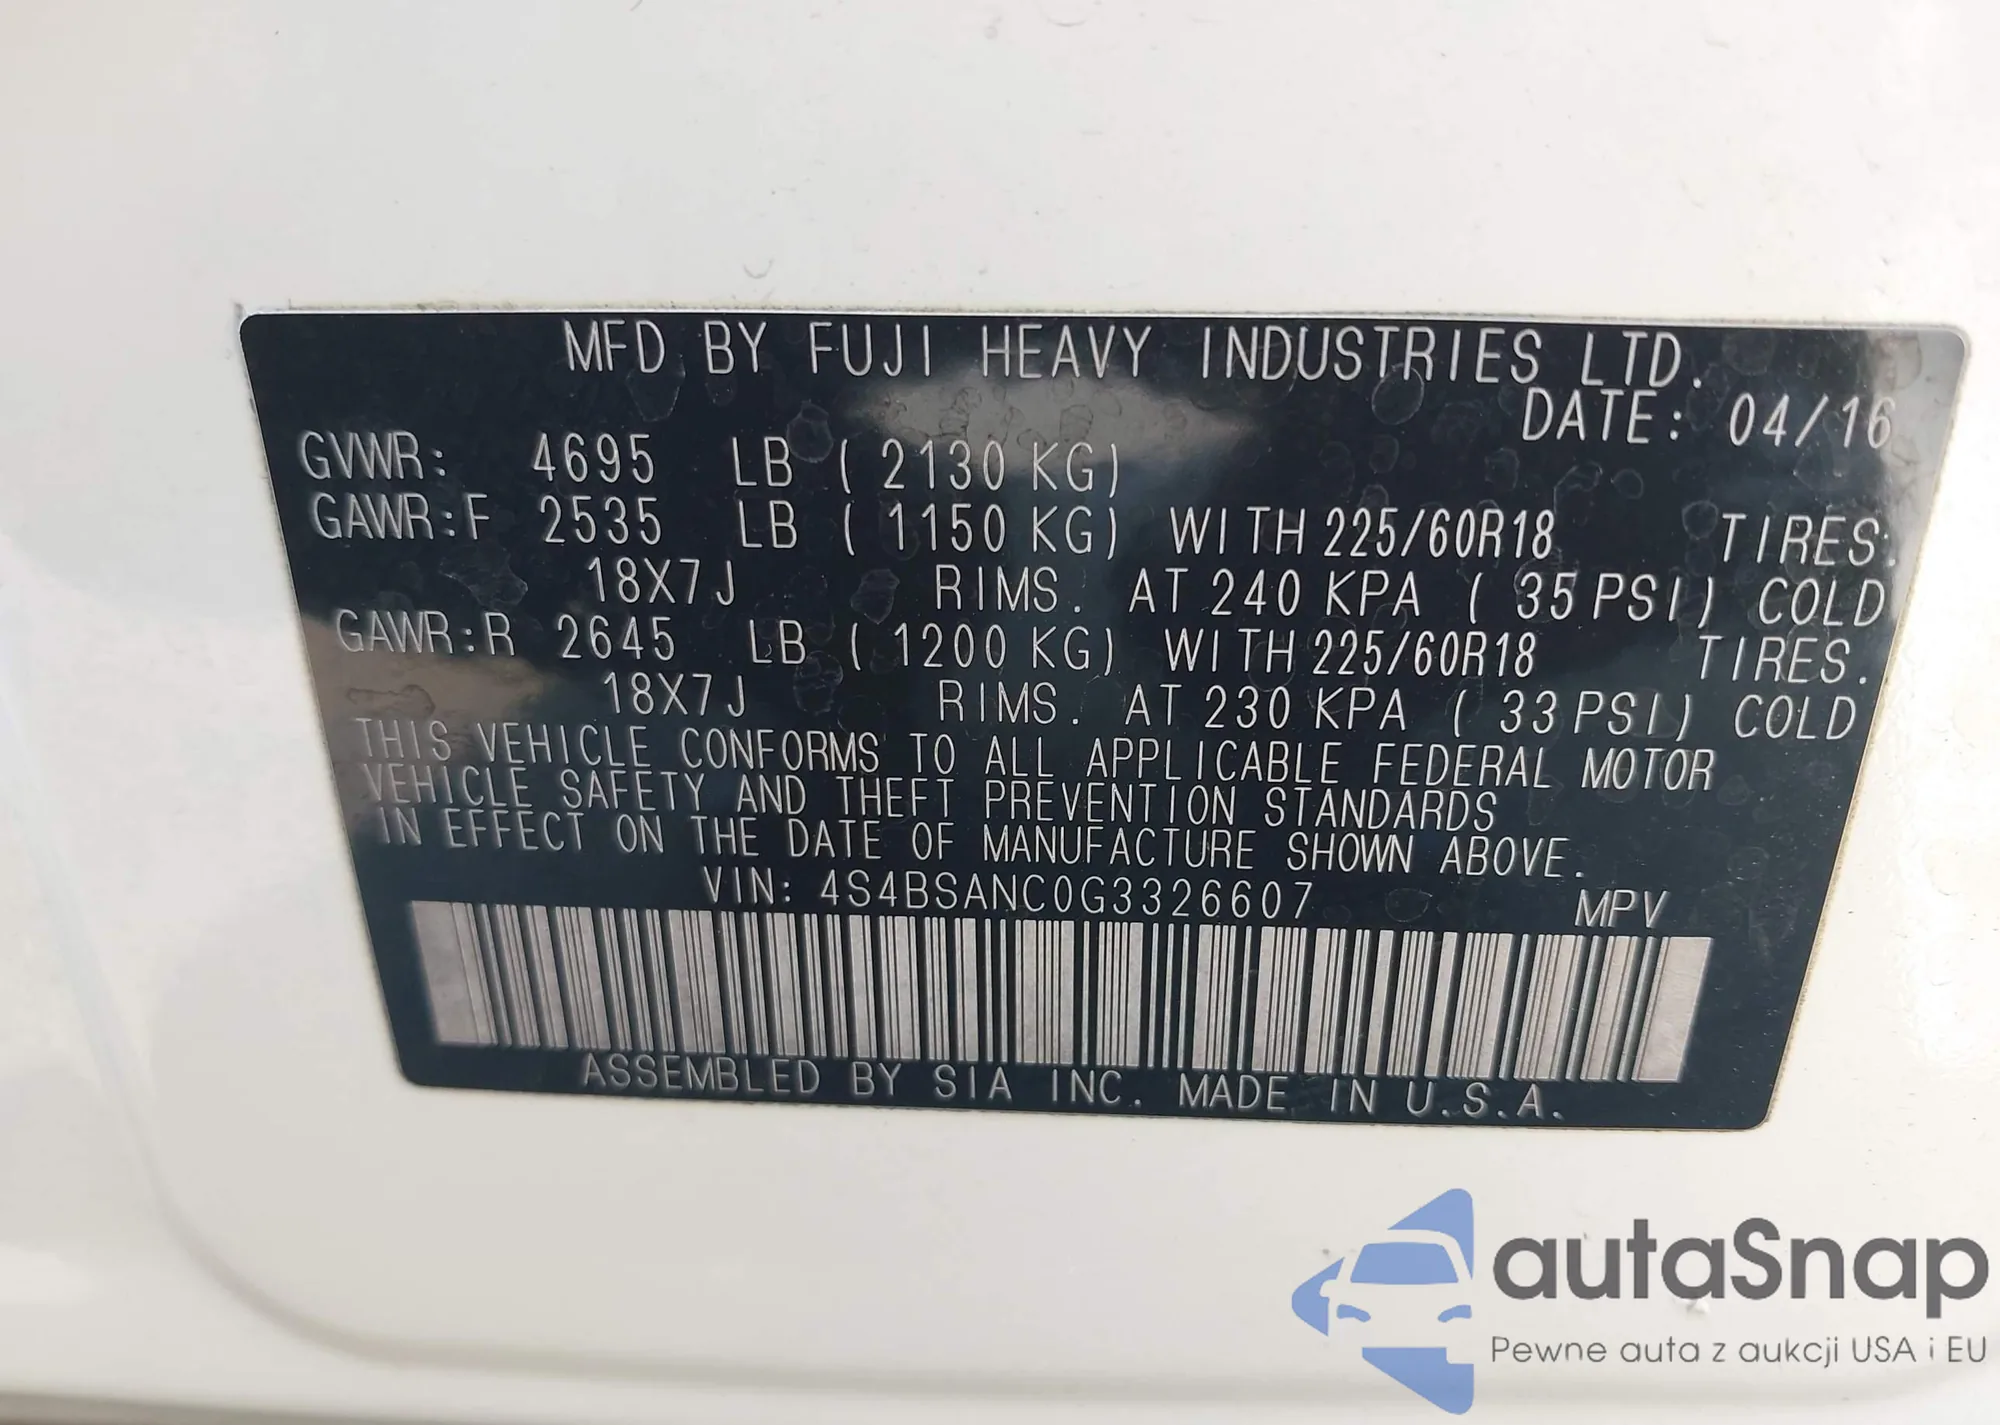 MFD BY FUJI HEAVY INDUSTRIES LTD.
DATE: 04/16
GVWR: 4695 LB ( 2130 KG)
GAWR:F 2535 LB ( 1150 KG) WITH 225/60R18 TIRES.
18X7J RIMS. AT 240 KPA ( 35 PSI) COLD
GAWR:R 2645 LB ( 1200 KG) WITH 225/60R18 TIRES.
18X7J RIMS. AT 230 KPA ( 33 PSI) COLD
THIS VEHICLE CONFORMS TO ALL APPLICABLE FEDERAL MOTOR
VEHICLE SAFETY AND THEFT PREVENTION STANDARDS
IN EFFECT ON THE DATE OF MANUFACTURE SHOWN ABOVE.
VIN: 4S4BSANC0G3326607 MPV
ASSEMBLED BY SIA INC. MADE IN U.S.A.
autaSnap
Pewne auta z aukcji USA i EU